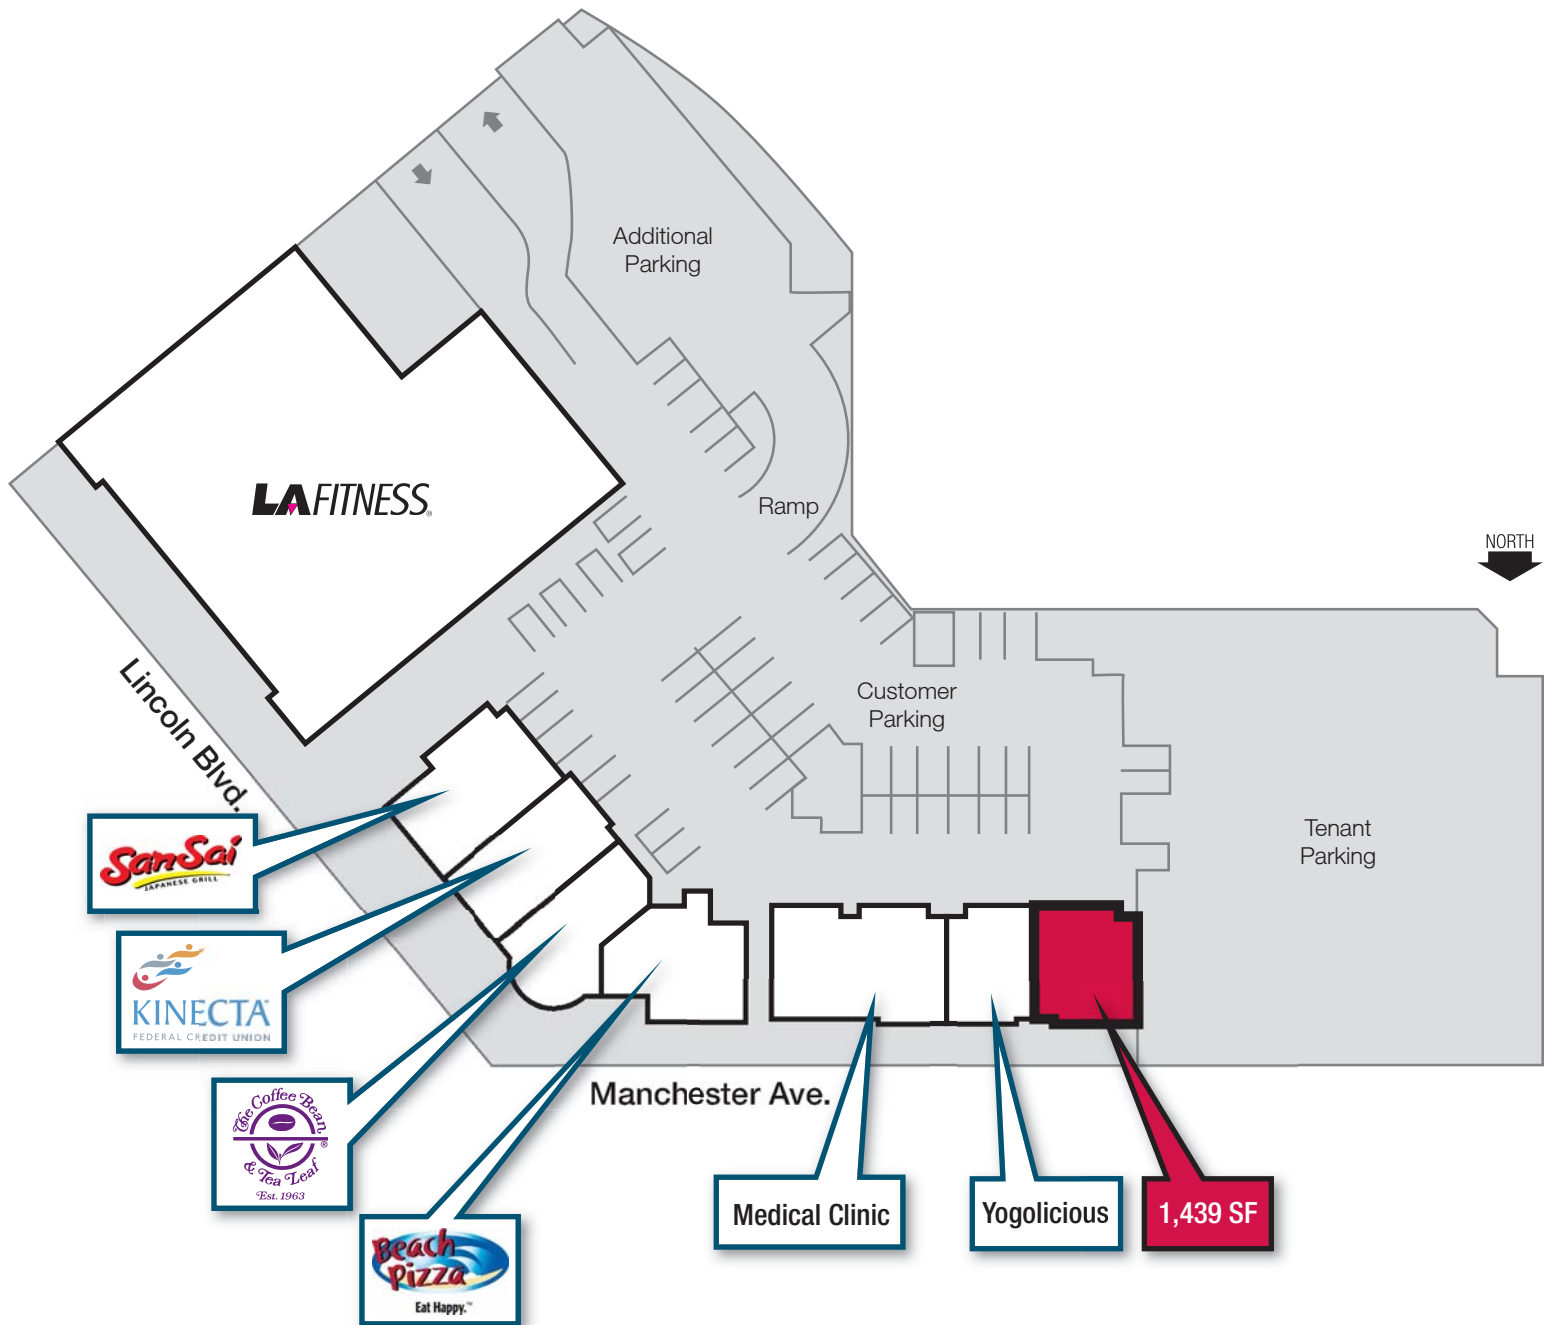 Additional
Parking
LA FITNESS®
Ramp
NORTH
Lincoln Blvd.
Customer
Parking
Tenant
Parking
SanSai
JAPANESE GRILL
KINECTA
FEDERAL CREDIT UNION
The Coffee Bean
& Tea Leaf
®
Est. 1963
Manchester Ave.
Medical Clinic
Yogolicious
1,439 SF
Beach
Pizza
Eat Happy.™